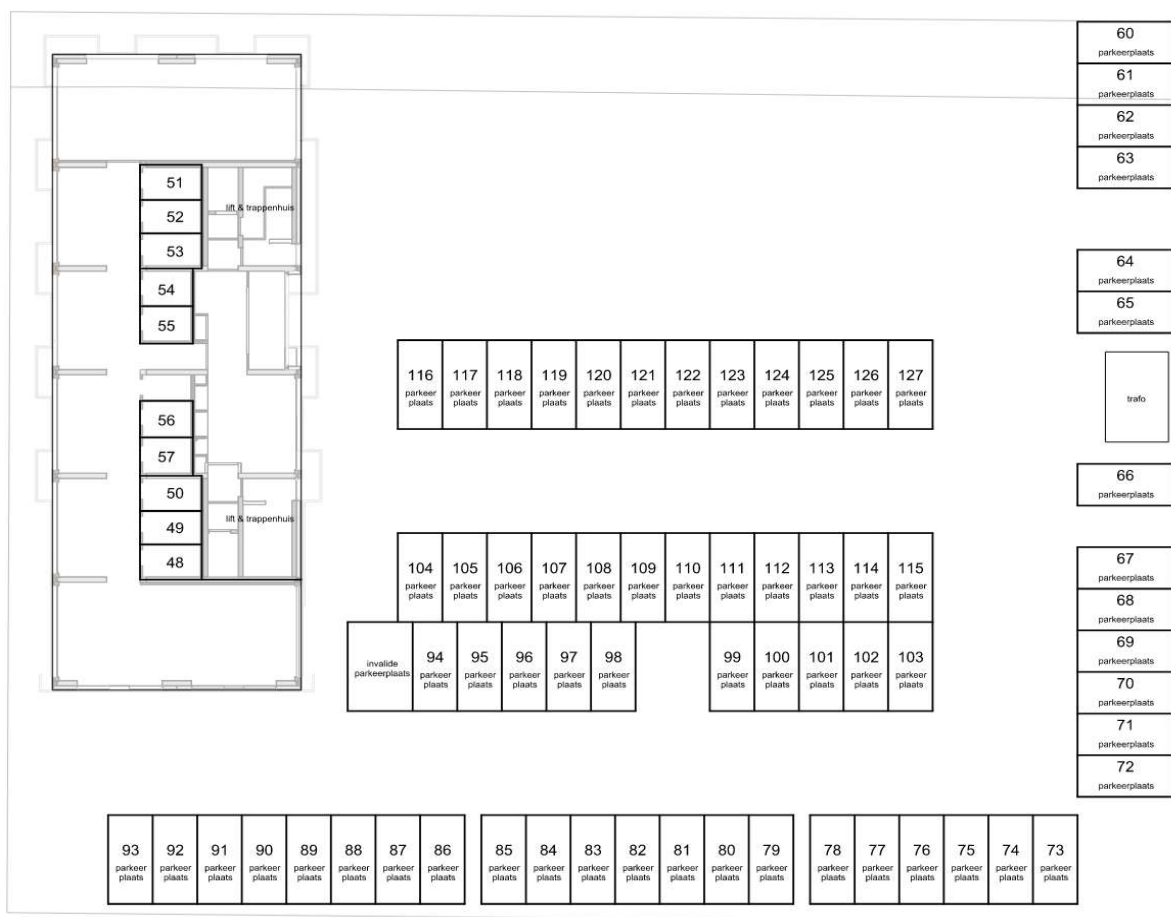 60
parkeerplaats
61
parkeerplaats
62
parkeerplaats
63
parkeerplaats
51
52
53
lift & trappenhuis
54
55
64
parkeerplaats
65
parkeerplaats
trafo
116 117 118 119 120 121 122 123 124 125 126 127
parkeer parkeer parkeer parkeer parkeer parkeer parkeer parkeer parkeer parkeer parkeer parkeer
plaats plaats plaats plaats plaats plaats plaats plaats plaats plaats plaats plaats
56
57
50
49
48
lift & trappenhuis
66
parkeerplaats
104 105 106 107 108 109 110 111 112 113 114 115
parkeer parkeer parkeer parkeer parkeer parkeer parkeer parkeer parkeer parkeer parkeer parkeer
plaats plaats plaats plaats plaats plaats plaats plaats plaats plaats plaats plaats
67
parkeerplaats
68
parkeerplaats
69
parkeerplaats
70
parkeerplaats
71
parkeerplaats
72
parkeerplaats
invalide
parkeerplaats
94 95 96 97 98 99 100 101 102 103
parkeer parkeer parkeer parkeer parkeer parkeer parkeer parkeer parkeer parkeer
plaats plaats plaats plaats plaats plaats plaats plaats plaats plaats
93 92 91 90 89 88 87 86 85 84 83 82 81 80 79 78 77 76 75 74 73
parkeer parkeer parkeer parkeer parkeer parkeer parkeer parkeer parkeer parkeer parkeer parkeer parkeer parkeer parkeer parkeer parkeer parkeer parkeer parkeer parkeer
plaats plaats plaats plaats plaats plaats plaats plaats plaats plaats plaats plaats plaats plaats plaats plaats plaats plaats plaats plaats plaats